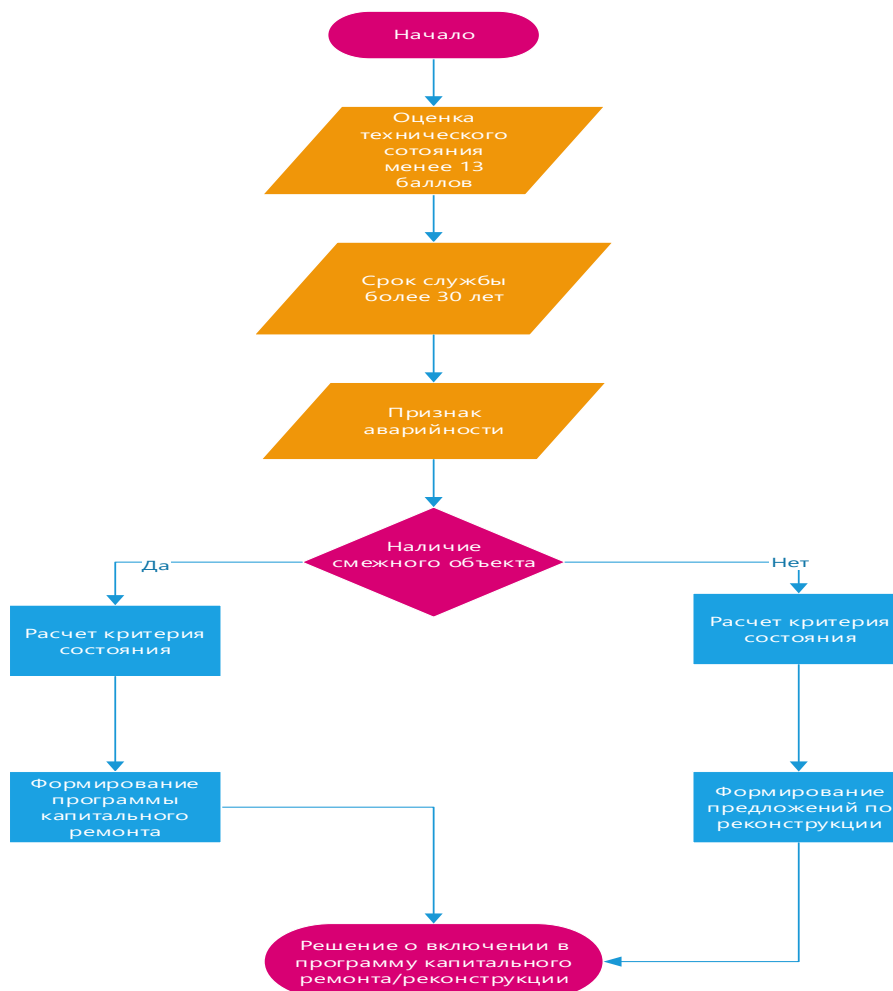 Начало
Оценка
технического
сотояния
менее 13
баллов
Срок службы
более 30 лет
Признак
аварийности
Наличие
смежного объекта
Да
Нет
Расчет критерия
состояния
Расчет критерия
состояния
Формирование
программы
капитального
ремонта
Формирование
предложений по
реконструкции
Решение о включении в
программу капитального
ремонта/реконструкции